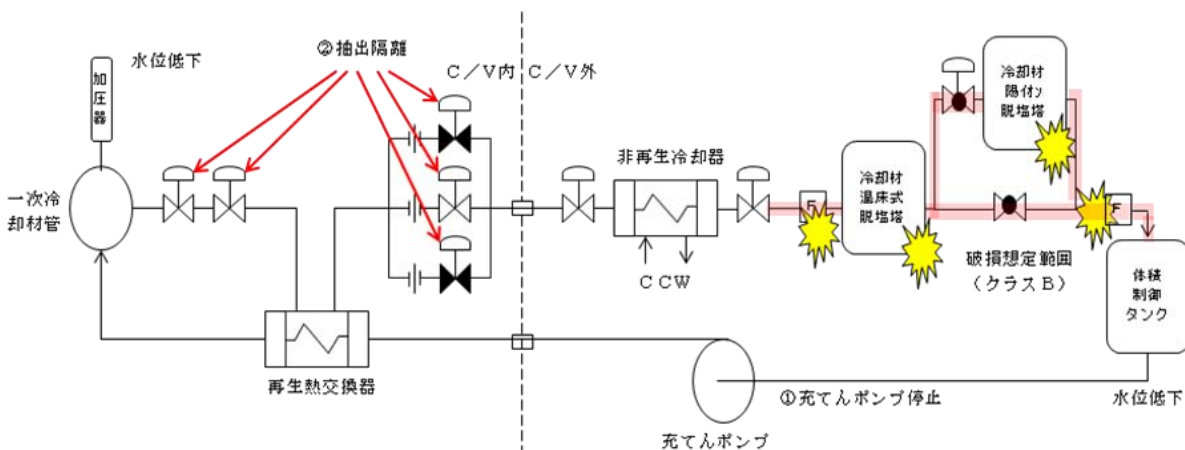 水位低下
②抽出隔離
C/V内
C/V外
加圧器
一次冷
却材管
非再生冷却器
CCW
F
冷却材
混床式
脱塩塔
冷却材
陽イオン
脱塩塔
F
破損想定範囲
(クラスB)
体積
制御
タンク
再生熱交換器
①充てんポンプ停止
水位低下
充てんポンプ